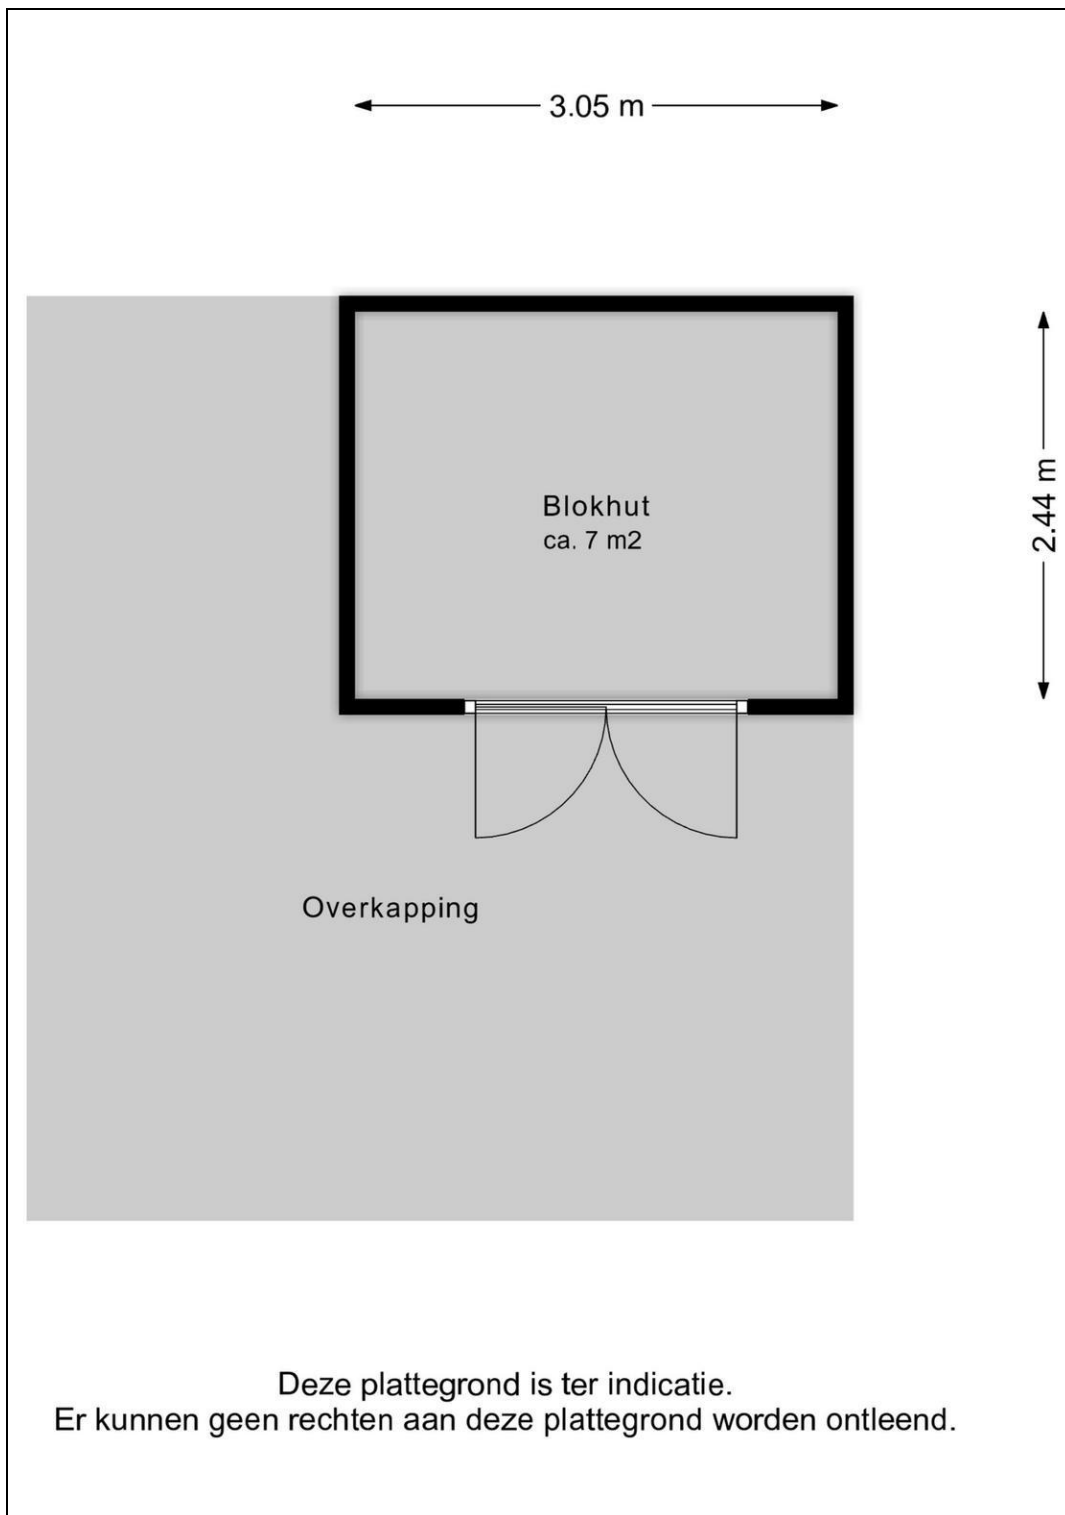 3.05 m
2.44 m
Blokhut
ca. 7 m2
Overkapping
Deze plattegrond is ter indicatie.
Er kunnen geen rechten aan deze plattegrond worden ontleend.